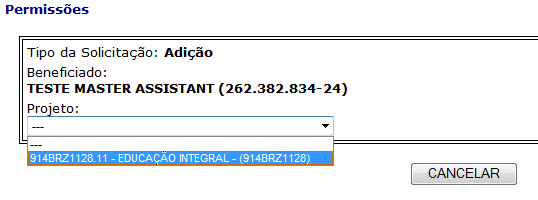 Permissões
Tipo da Solicitação: Adição
Beneficiado:
TESTE MASTER ASSISTANT (262.382.834-24)
Projeto:
---
---
914BRZ1128.11 - EDUCAÇÃO INTEGRAL - (914BRZ1128)
CANCELAR